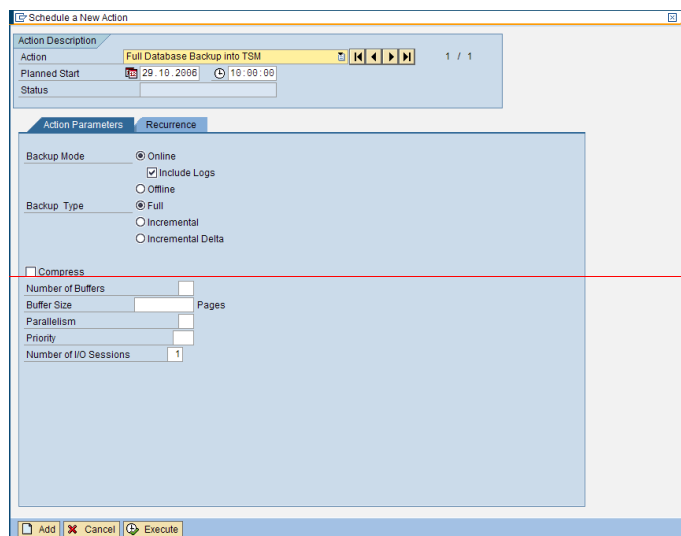 Schedule a New Action
Action Description
Action Full Database Backup into TSM 1 / 1
Planned Start 29.10.2006 10:00:00
Status
Action Parameters Recurrence
Backup Mode Online
Include Logs
Offline
Backup Type Full
Incremental
Incremental Delta
Compress
Number of Buffers
Buffer Size Pages
Parallelism
Priority
Number of I/O Sessions 1
Add Cancel Execute